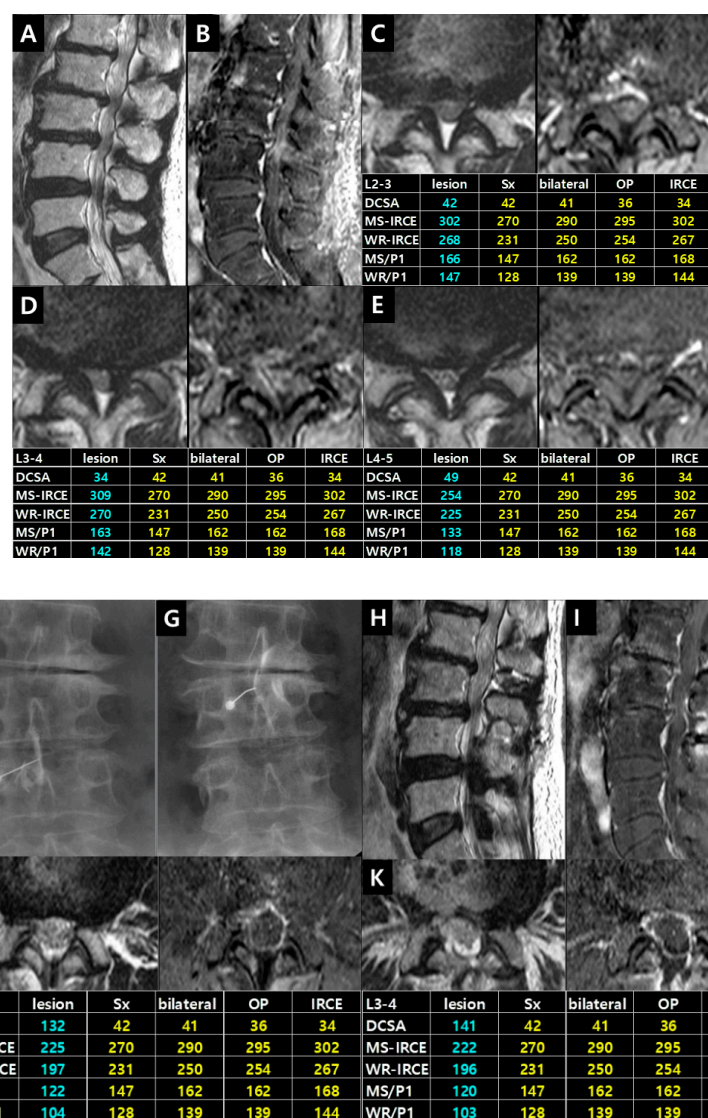 A
B
C
L2-3 lesion Sx bilateral OP IRCE
DCSA 42 42 41 36 34
MS-IRCE 302 270 290 295 302
WR-IRCE 268 231 250 254 267
MS/P1 166 147 162 162 168
WR/P1 147 128 139 139 144
D
E
L3-4 lesion Sx bilateral OP IRCE
DCSA 34 42 41 36 34
MS-IRCE 309 270 290 295 302
WR-IRCE 270 231 250 254 267
MS/P1 163 147 162 162 168
WR/P1 142 128 139 139 144
L4-5 lesion Sx bilateral OP IRCE
DCSA 49 42 41 36 34
MS-IRCE 254 270 290 295 302
WR-IRCE 225 231 250 254 267
MS/P1 133 147 162 162 168
WR/P1 118 128 139 139 144
G
H
I
K
lesion Sx bilateral OP IRCE
132 42 41 36 34
CE 225 270 290 295 302
CE 197 231 250 254 267
122 147 162 162 168
104 128 139 139 144
L3-4 lesion Sx bilateral OP
DCSA 141 42 41 36
MS-IRCE 222 270 290 295
WR-IRCE 196 231 250 254
MS/P1 120 147 162 162
WR/P1 103 128 139 139